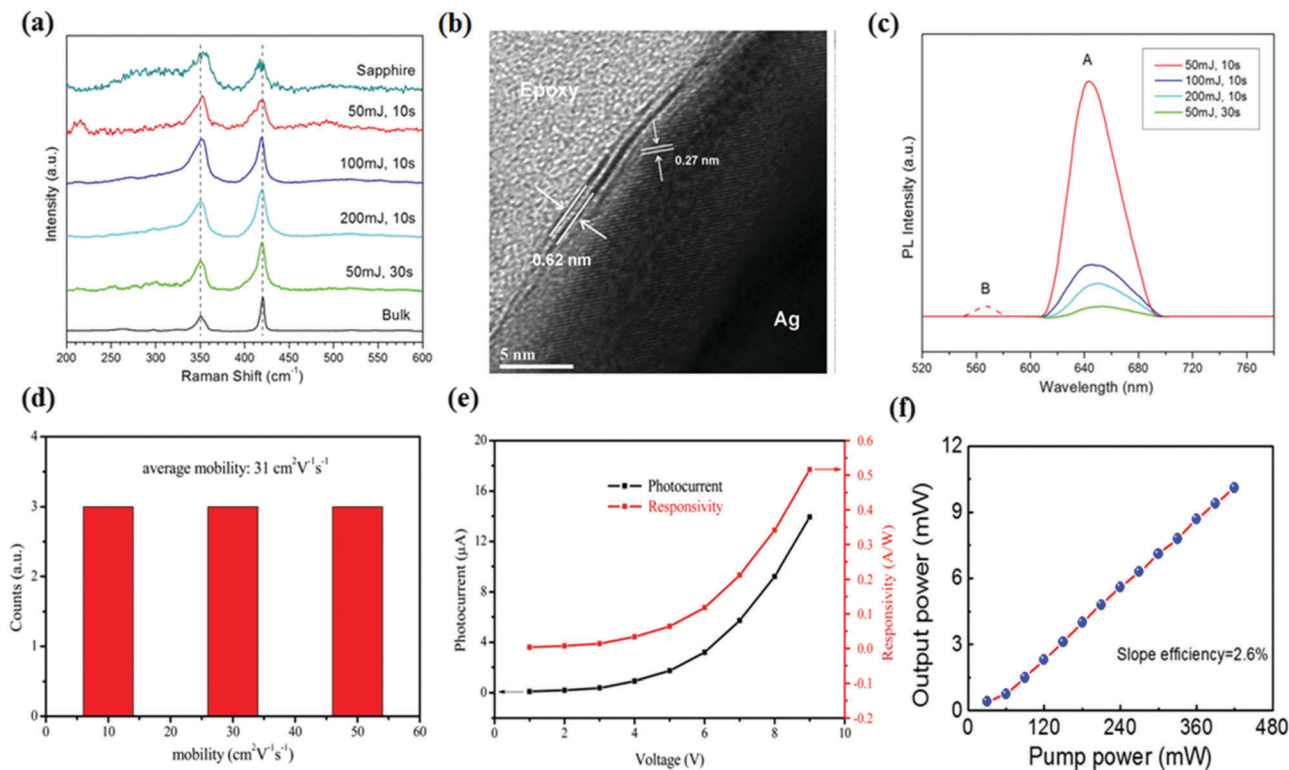 (a)
Sapphire
50mJ, 10s
100mJ, 10s
200mJ, 10s
50mJ, 30s
Bulk
Intensity (a.u.)
200 250 300 350 400 450 500 550 600
Raman Shift (cm⁻¹)
(b)
Epoxy
0.27 nm
0.62 nm
Ag
5 nm
(c)
A
B
50mJ, 10s
100mJ, 10s
200mJ, 10s
50mJ, 30s
PL Intensity (a.u.)
520 560 600 640 680 720 760
Wavelength (nm)
(d)
average mobility: 31 cm²V⁻¹s⁻¹
Counts (a.u.)
4
3
2
1
0
0 10 20 30 40 50 60
mobility (cm²V⁻¹s⁻¹)
(e)
Photocurrent
Responsivity
Photocurrent (μA)
20
16
12
8
4
0
Responsivity (A/W)
0.6
0.5
0.4
0.3
0.2
0.1
0.0
-0.1
-0.2
0 1 2 3 4 5 6 7 8 9 10
Voltage (V)
(f)
Output power (mW)
12
9
6
3
0
Slope efficiency=2.6%
0 120 240 360 480
Pump power (mW)